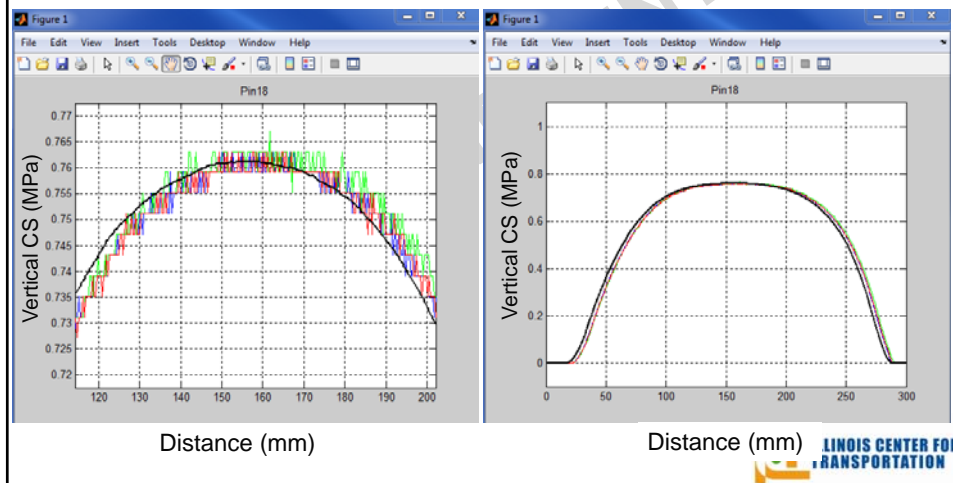 Figure 1
File Edit View Insert Tools Desktop Window Help
Pin18
Vertical CS (MPa)
0.77
0.765
0.76
0.755
0.75
0.745
0.74
0.735
0.73
0.725
0.72
120 130 140 150 160 170 180 190 200
Distance (mm)
Figure 1
File Edit View Insert Tools Desktop Window Help
Pin18
Vertical CS (MPa)
1
0.8
0.6
0.4
0.2
0
0 50 100 150 200 250 300
Distance (mm)
LINOIS CENTER FO
TRANSPORTATION